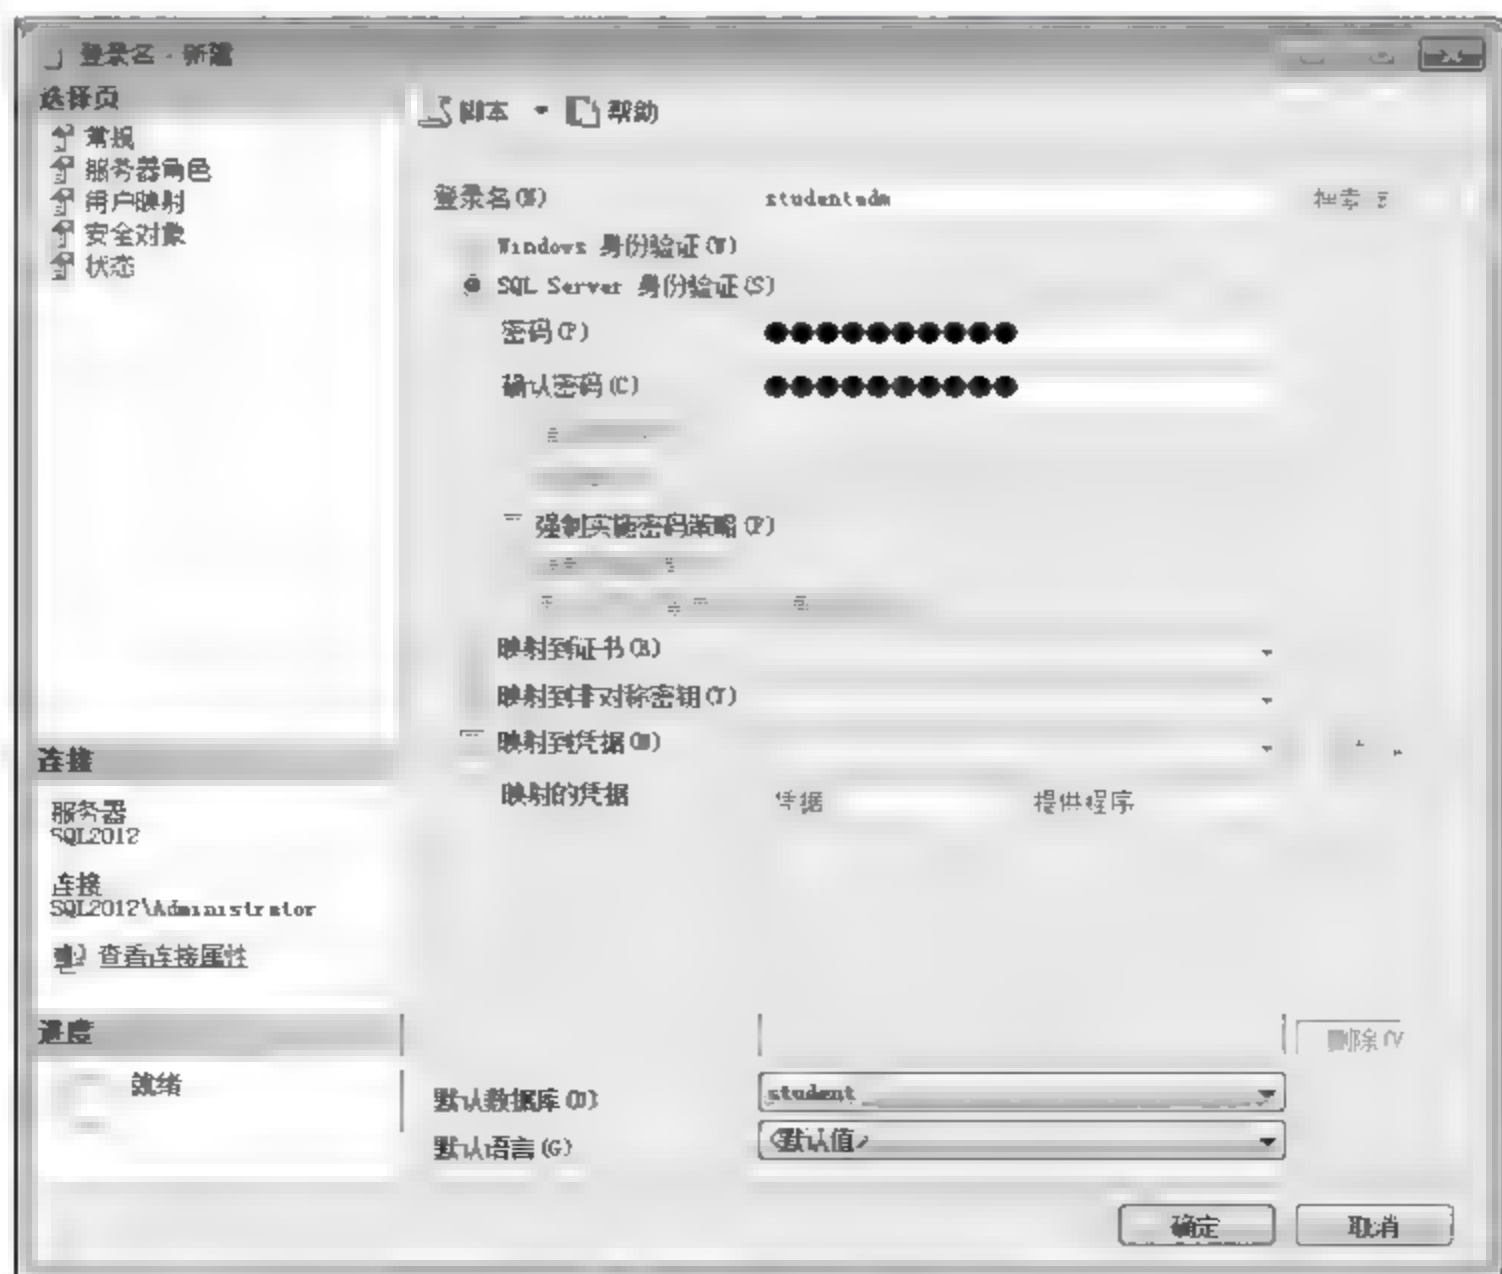 登录名 - 新建
选择页
常规
服务器角色
用户映射
安全对象
状态
脚本 帮助
登录名(N) studentadm
Windows 身份验证(W)
SQL Server 身份验证(S)
密码(P) ●●●●●●●●●●
确认密码(C) ●●●●●●●●●●
强制实施密码策略(F)
映射到证书(R)
映射到非对称密钥(Y)
映射到凭据(M)
映射的凭据 凭据 提供程序
连接
服务器
SQL2012
连接
SQL2012\Administrator
查看连接属性
进度
就绪
删除(V
默认数据库(D) student
默认语言(G) <默认值>
确定 取消